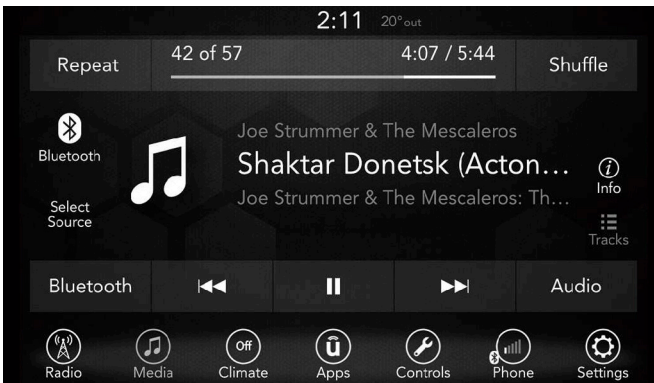 2:11 20° out
Repeat
42 of 57 4:07 / 5:44
Shuffle
Bluetooth
Select
Source
Joe Strummer & The Mescaleros
Shaktar Donetsk (Acton…
Joe Strummer & The Mescaleros: Th…
Info
Tracks
Bluetooth
Audio
Radio
Media
Off
Climate
ū
Apps
Controls
Phone
Settings